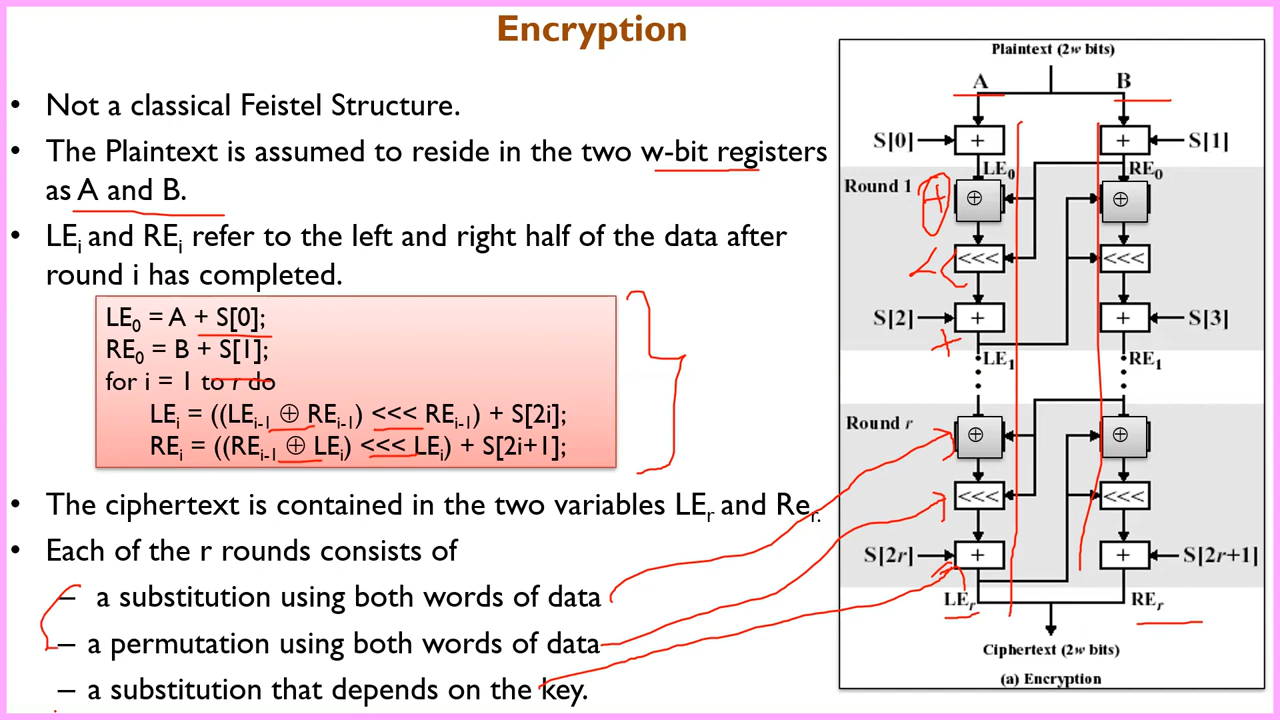 Encryption
• Not a classical Feistel Structure.
• The Plaintext is assumed to reside in the two w-bit registers
as A and B.
• LEi and REi refer to the left and right half of the data after
round i has completed.
LE0 = A + S[0];
RE0 = B + S[1];
for i = 1 to r do
LEi = ((LEi-1 ⊕ REi-1) <<< REi-1) + S[2i];
REi = ((REi-1 ⊕ LEi) <<< LEi) + S[2i+1];
• The ciphertext is contained in the two variables LEr and Rer.
• Each of the r rounds consists of
– a substitution using both words of data
– a permutation using both words of data
– a substitution that depends on the key.
Plaintext (2w bits)
A B
S[0] + + S[1]
LE0 RE0
Round 1 + ⊕ ⊕
<< <<< <<<
S[2] + + S[3]
+ LE1 RE1
Round r ⊕ ⊕
<<< <<<
S[2r] + + S[2r+1]
LEr REr
Ciphertext (2w bits)
(a) Encryption